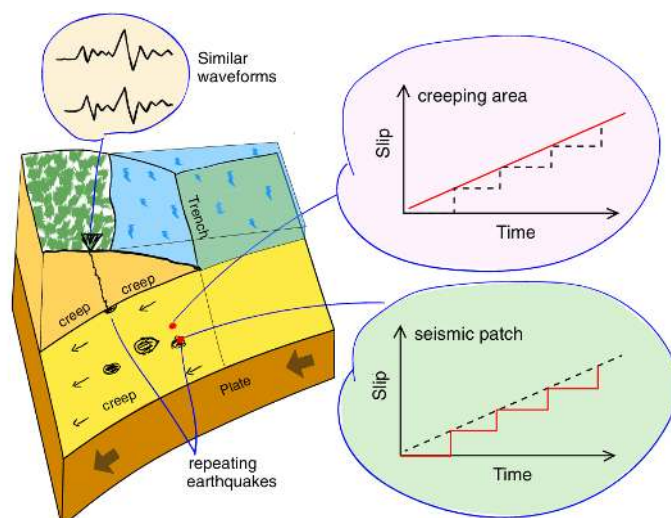 Similar
waveforms
creeping area
Slip
Time
Trench
creep
creep
creep
Plate
repeating
earthquakes
seismic patch
Slip
Time